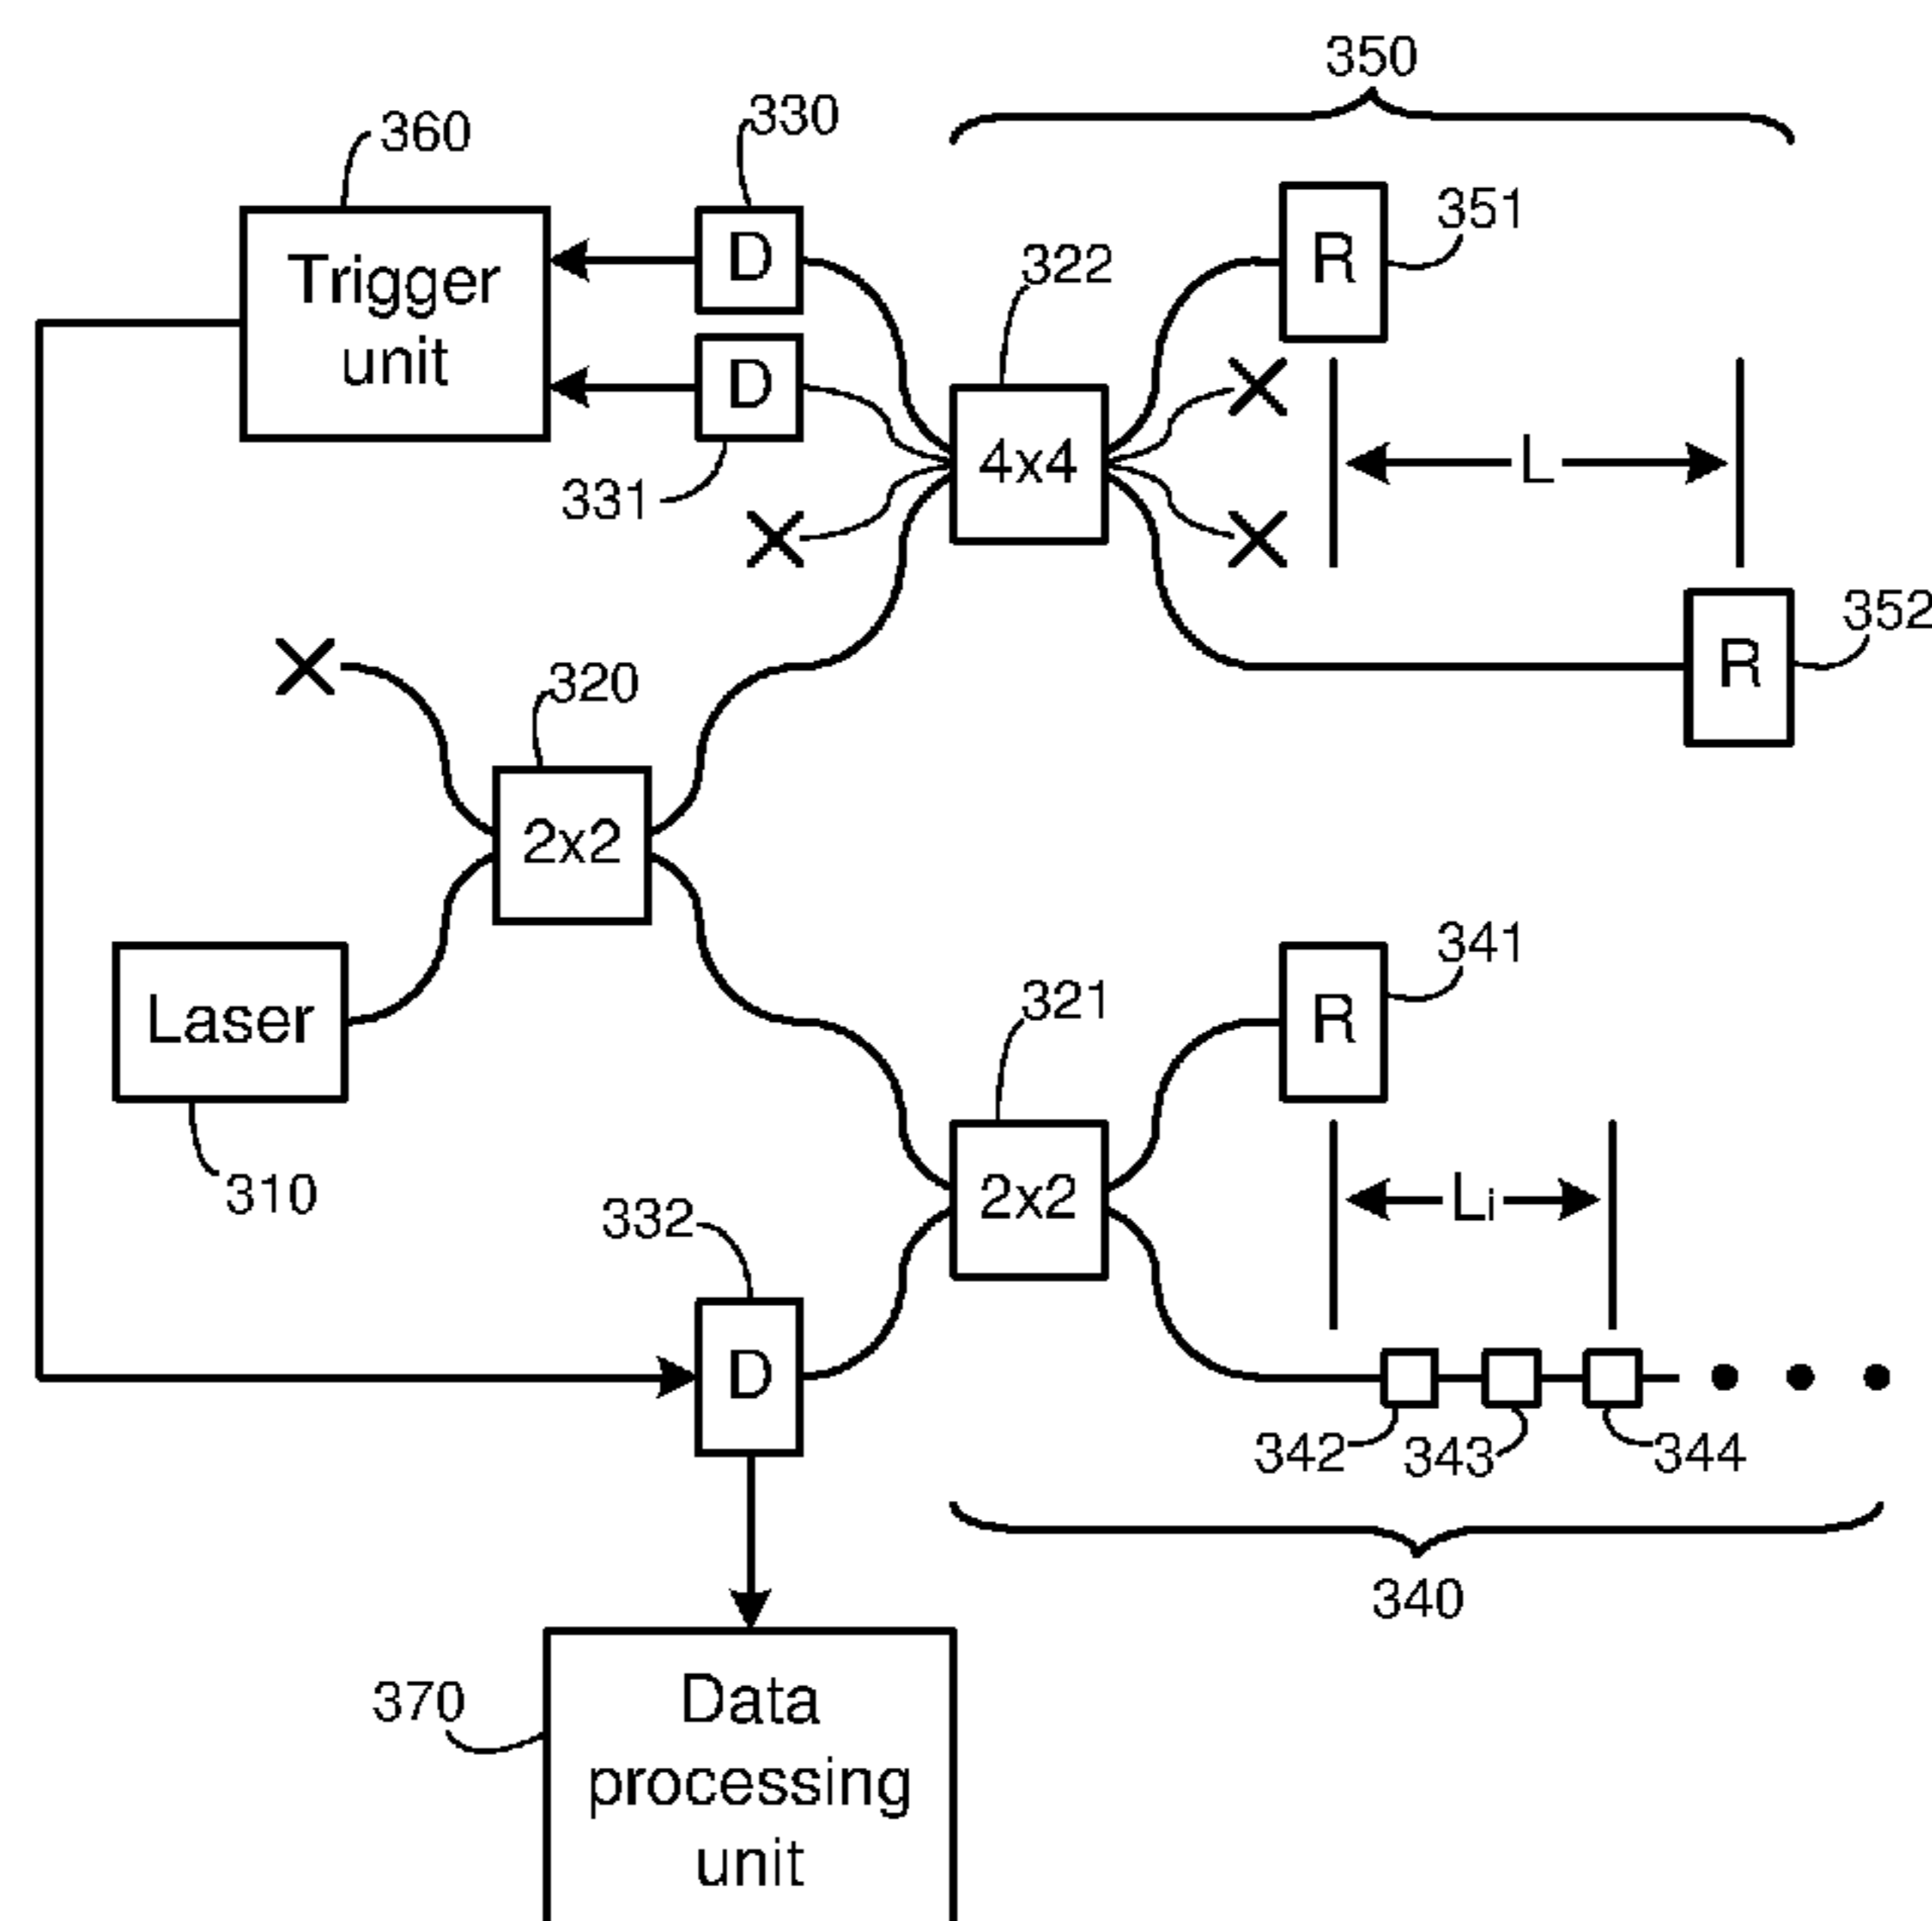 350
360
330
351
322
D
R
Trigger
unit
D
4x4
L
331
352
R
320
2x2
341
321
Laser
R
310
332
2x2
Li
D
342
343
344
340
370
Data
processing
unit